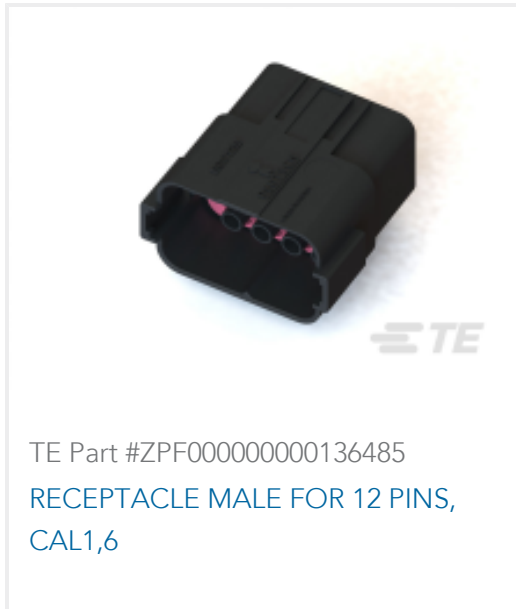 TE
TE Part #ZPF000000000136485
RECEPTACLE MALE FOR 12 PINS,
CAL1,6